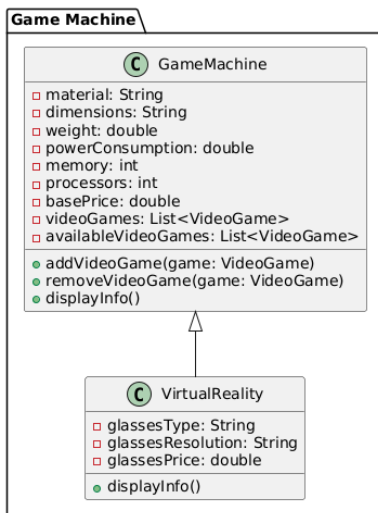 Game Machine
C GameMachine
material: String
dimensions: String
weight: double
powerConsumption: double
memory: int
processors: int
basePrice: double
videoGames: List<VideoGame>
availableVideoGames: List<VideoGame>
addVideoGame(game: VideoGame)
removeVideoGame(game: VideoGame)
displayInfo()
C VirtualReality
glassesType: String
glassesResolution: String
glassesPrice: double
displayInfo()